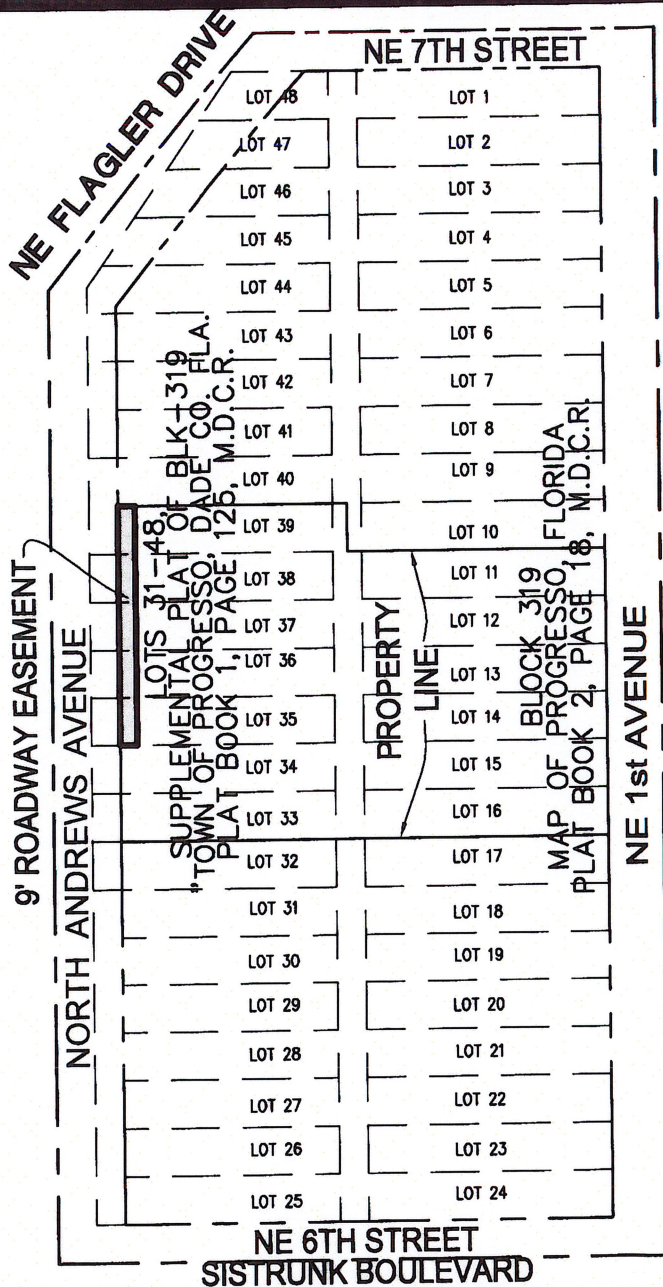 NE 7TH STREET
NE FLAGLER DRIVE
LOT 48
LOT 47
LOT 46
LOT 45
LOT 44
LOT 43
LOT 42
LOT 41
LOT 40
LOT 39
LOT 38
LOT 37
LOT 36
LOT 35
LOT 34
LOT 33
LOT 32
LOT 31
LOT 30
LOT 29
LOT 28
LOT 27
LOT 26
LOT 25
LOT 1
LOT 2
LOT 3
LOT 4
LOT 5
LOT 6
LOT 7
LOT 8
LOT 9
LOT 10
LOT 11
LOT 12
LOT 13
LOT 14
LOT 15
LOT 16
LOT 17
LOT 18
LOT 19
LOT 20
LOT 21
LOT 22
LOT 23
LOT 24
9' ROADWAY EASEMENT
NORTH ANDREWS AVENUE
LOTS 31-48,
SUPPLEMENTAL PLAT OF BLK-319
"TOWN OF PROGRESSO, DADE CO. FLA.
PLAT BOOK 1, PAGE, 125, M.D.C.R.
PROPERTY
LINE
BLOCK 319
MAP OF PROGRESSO, FLORIDA
PLAT BOOK 2, PAGE 18, M.D.C.R.
NE 1st AVENUE
NE 6TH STREET
SISTRUNK BOULEVARD